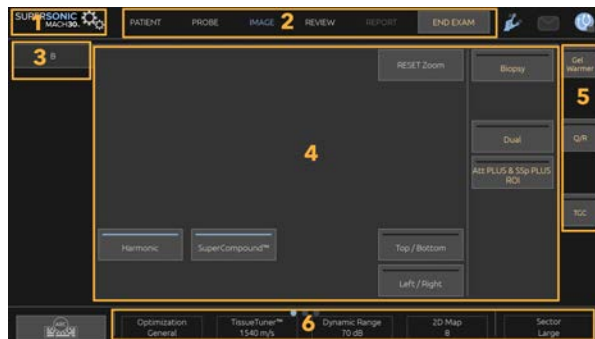 SUPERSONIC
MACH30.
1
PATIENT
PROBE
IMAGE
2
REVIEW
REPORT
END EXAM
3
B
RESET Zoom
Biopsy
Gel
Warmer
5
4
Dual
Q/R
Att PLUS & SSp PLUS
ROI
TGC
Harmonic
SuperCompound™
Top / Bottom
Left / Right
AEC
Optimization
General
TissueTuner™
1540 m/s
6
Dynamic Range
70 dB
2D Map
8
Sector
Large